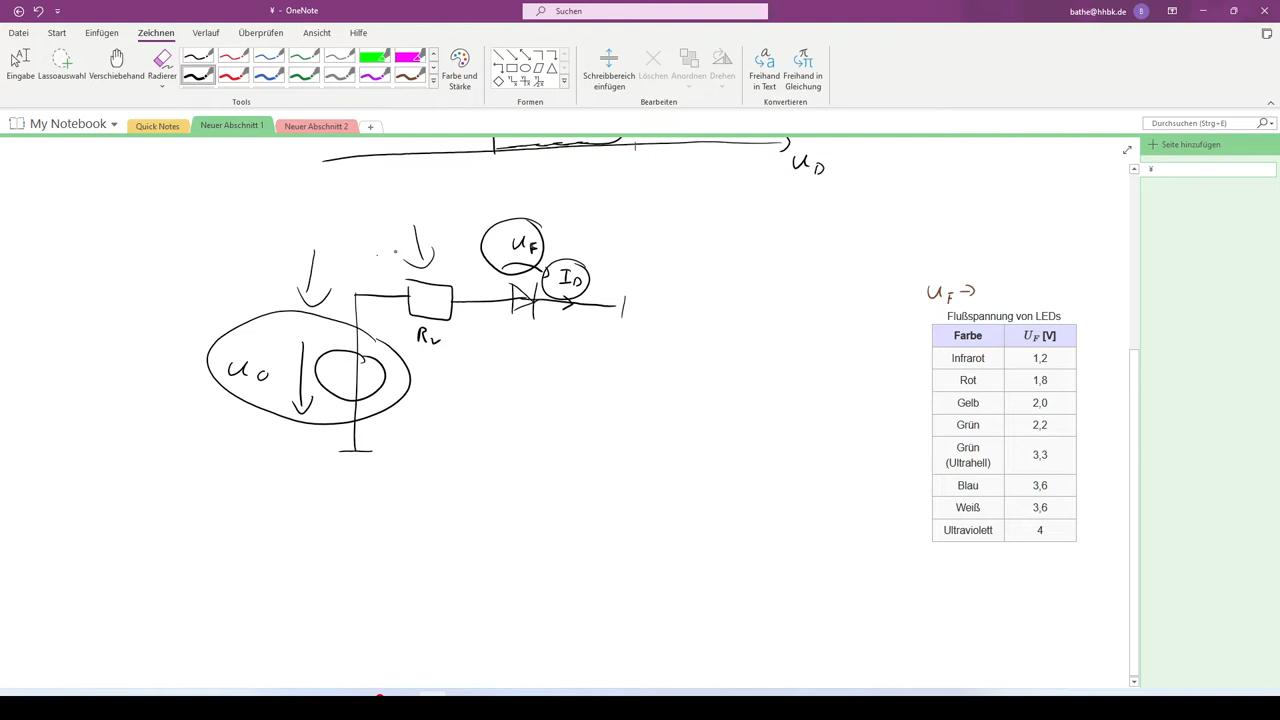 ¥ - OneNote
Suchen
bathe@hhbk.de
B
Datei Start Einfügen Zeichnen Verlauf Überprüfen Ansicht Hilfe
Eingabe Lassoauswahl Verschiebehand Radierer
Farbe und Stärke
Schreibbereich einfügen
Löschen Anordnen Drehen
Freihand in Text
Freihand in Gleichung
Tools Formen Bearbeiten Konvertieren
My Notebook Quick Notes Neuer Abschnitt 1 Neuer Abschnitt 2
Durchsuchen (Strg+E)
Seite hinzufügen
¥
U_D
U_F
I_D
R_V
U_0
U_F →
Flußspannung von LEDs
Farbe U_F [V]
Infrarot 1,2
Rot 1,8
Gelb 2,0
Grün 2,2
Grün (Ultrahell) 3,3
Blau 3,6
Weiß 3,6
Ultraviolett 4